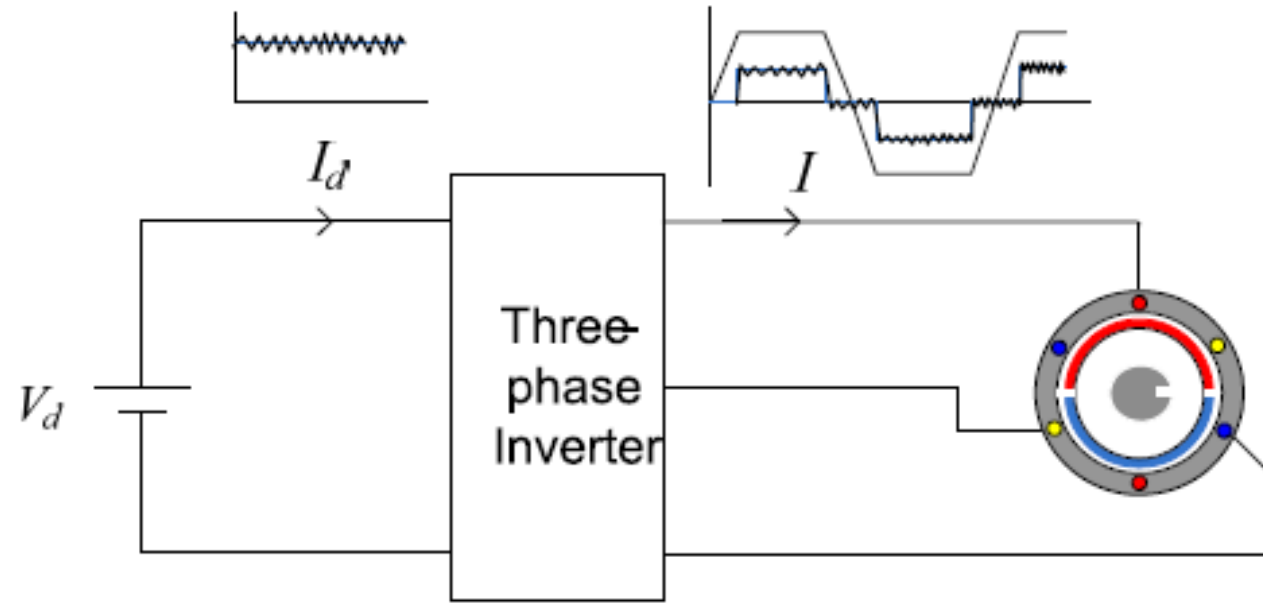 I_d
I
Three-
phase
Inverter
V_d